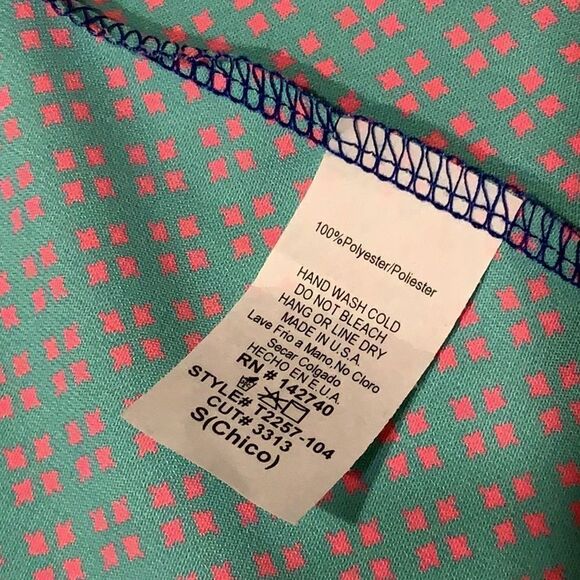 100%Polyester/Poliester
HAND WASH COLD
DO NOT BLEACH
HANG OR LINE DRY
MADE IN U.S.A.
Lave Frio a Mano.No Cloro
Secar Colgado
HECHO EN E.U.A.
RN # 142740
STYLE# T2257-104
CUT# 3313
S(Chico)